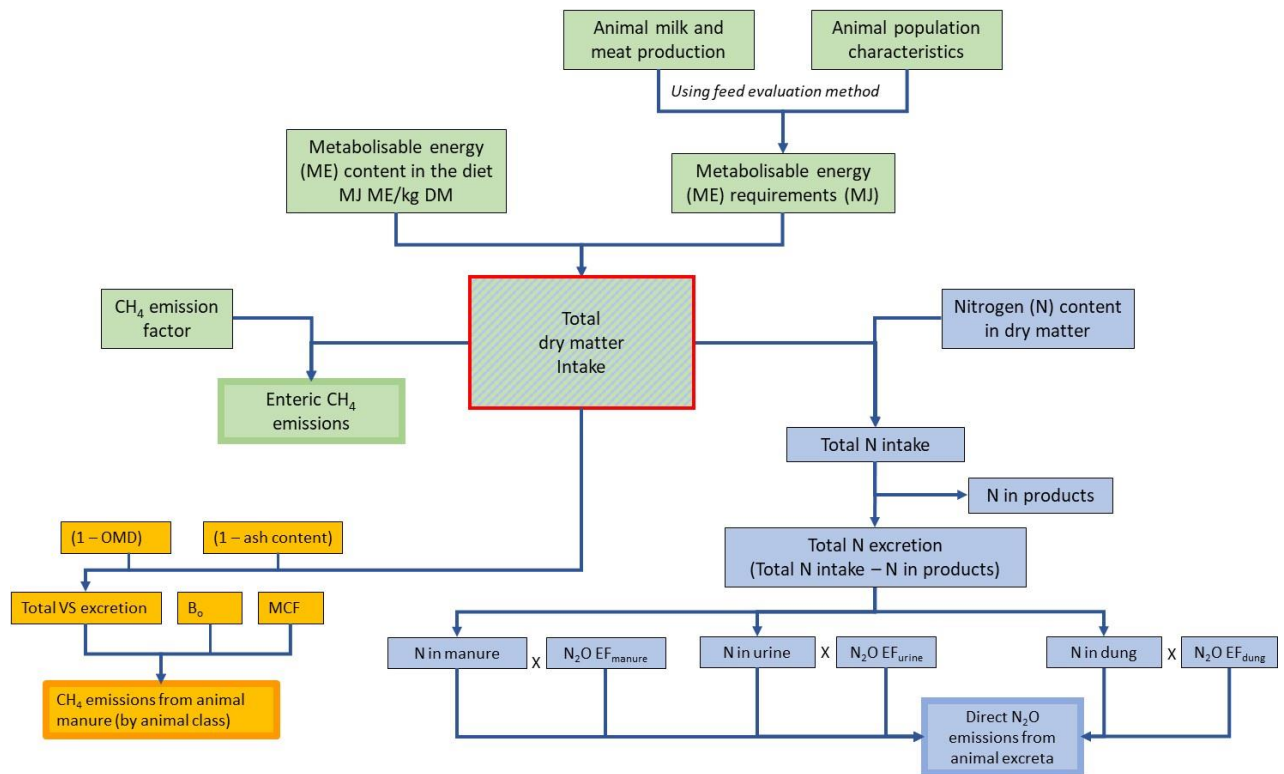 Animal milk and
meat production
Animal population
characteristics
Using feed evaluation method
Metabolisable energy
(ME) content in the diet
MJ ME/kg DM
Metabolisable energy
(ME) requirements (MJ)
CH₄ emission
factor
Total
dry matter
Intake
Nitrogen (N) content
in dry matter
Enteric CH₄
emissions
Total N intake
N in products
(1 – OMD)
(1 – ash content)
Total N excretion
(Total N intake – N in products)
Total VS excretion
Bₒ
MCF
N in manure
X
N₂O EFmanure
N in urine
X
N₂O EFurine
N in dung
X
N₂O EFdung
CH₄ emissions from animal
manure (by animal class)
Direct N₂O
emissions from
animal excreta